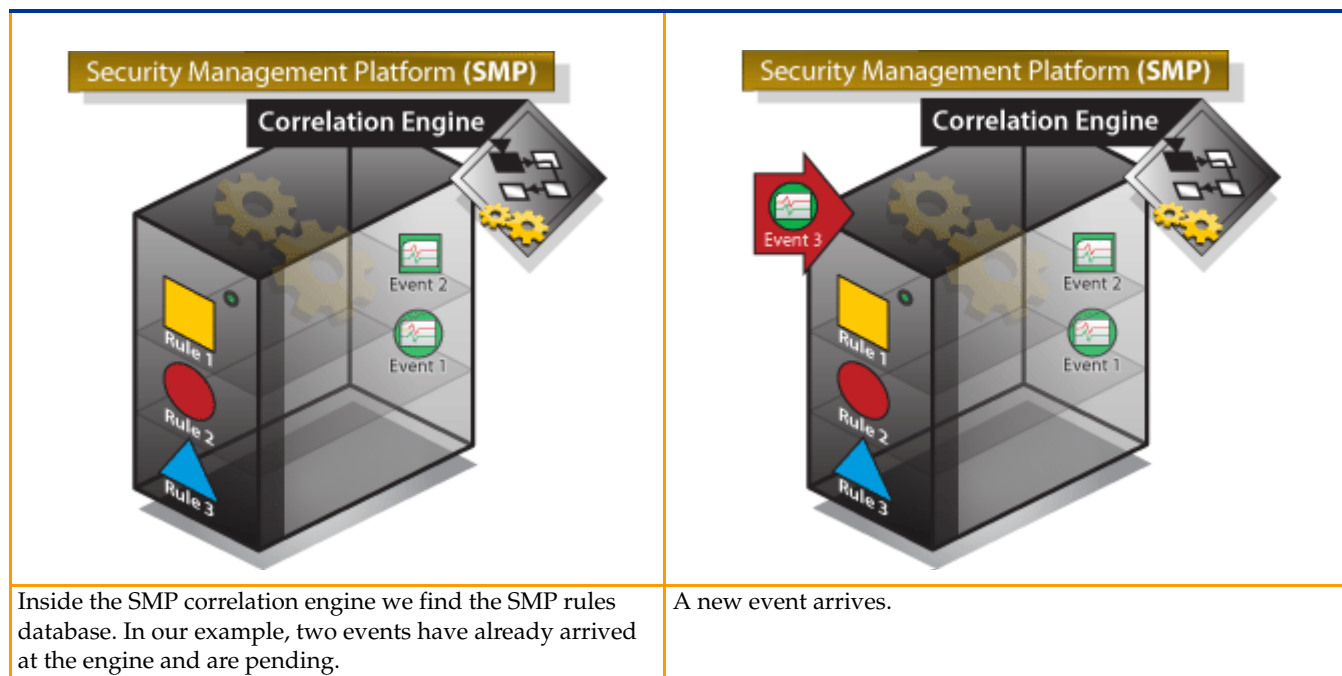 Security Management Platform (SMP)
Correlation Engine
Event 2
Event 1
Rule 1
Rule 2
Rule 3
Security Management Platform (SMP)
Correlation Engine
Event 3
Event 2
Event 1
Rule 1
Rule 2
Rule 3
Inside the SMP correlation engine we find the SMP rules
database. In our example, two events have already arrived
at the engine and are pending.
A new event arrives.